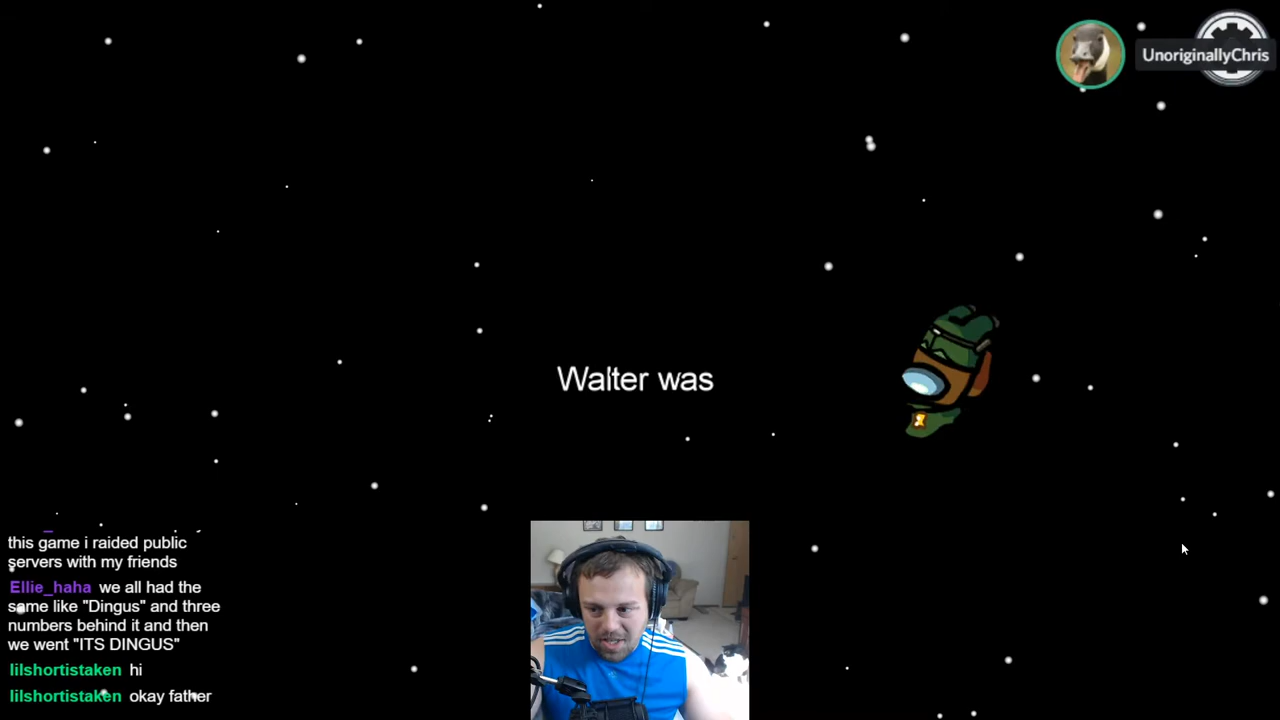 UnoriginallyChris
Walter was
this game i raided public
servers with my friends
Ellie_haha we all had the
same like "Dingus" and three
numbers behind it and then
we went "ITS DINGUS"
lilshortistaken hi
lilshortistaken okay father